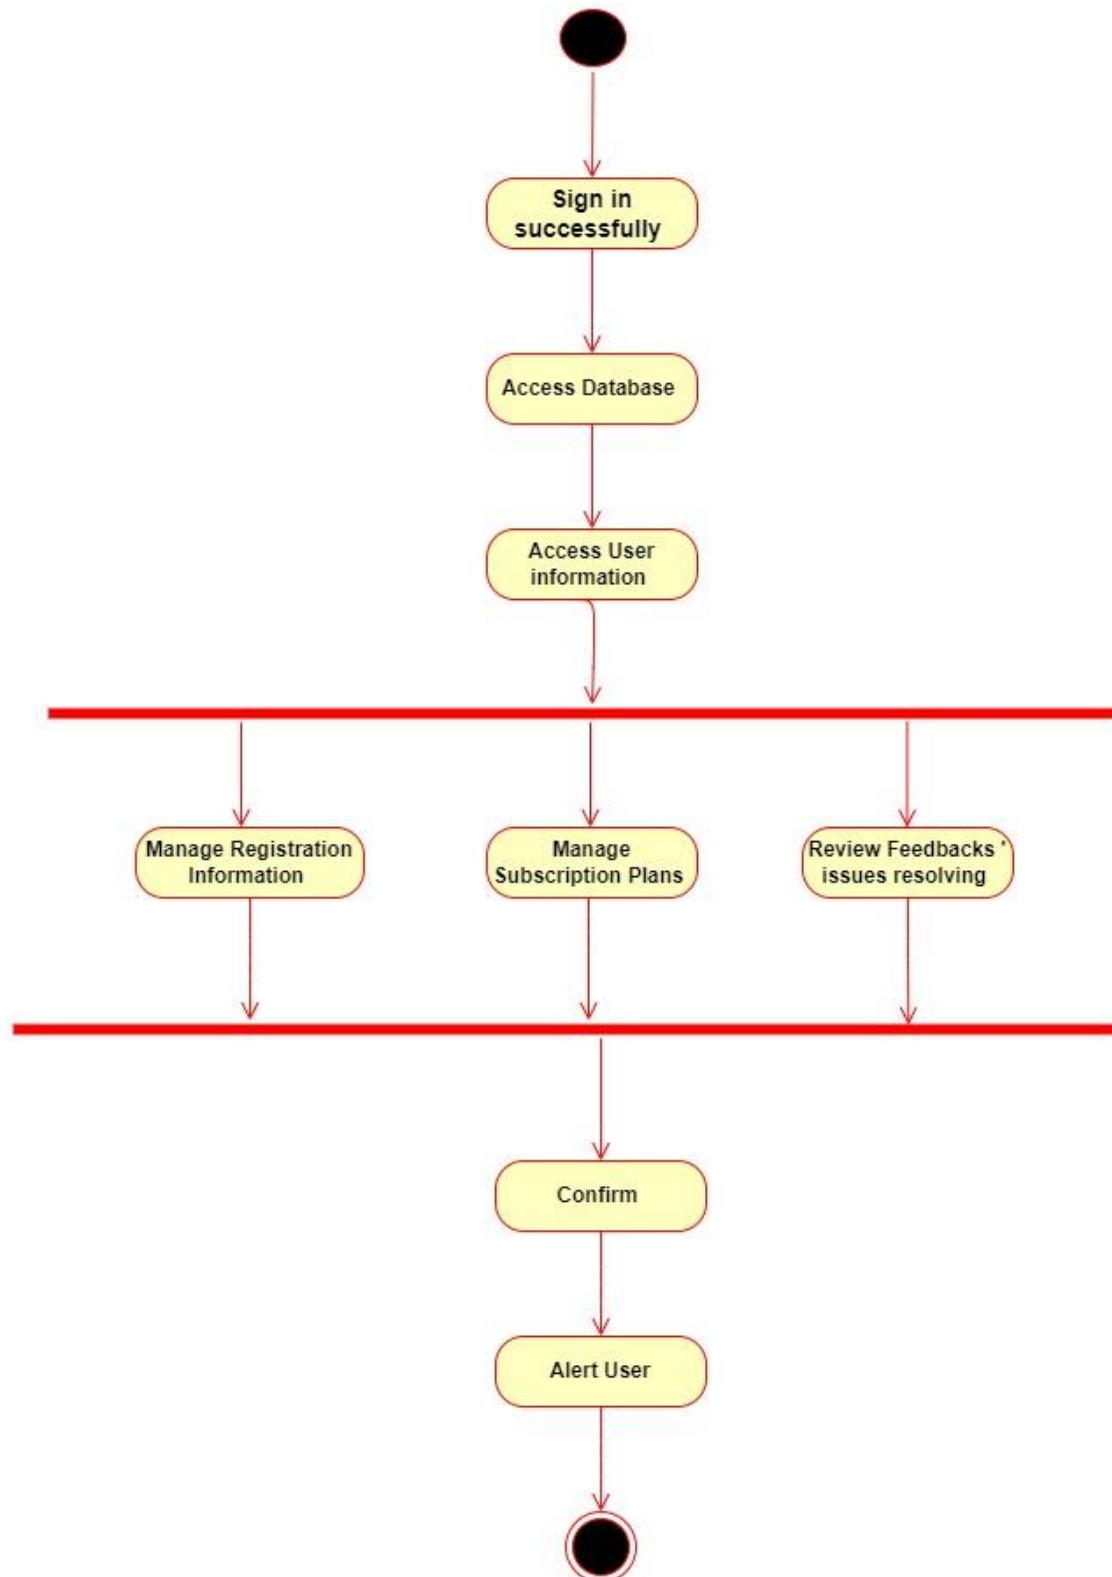 Sign in
successfully
Access Database
Access User
information
Manage Registration
Information
Manage
Subscription Plans
Review Feedbacks '
issues resolving
Confirm
Alert User